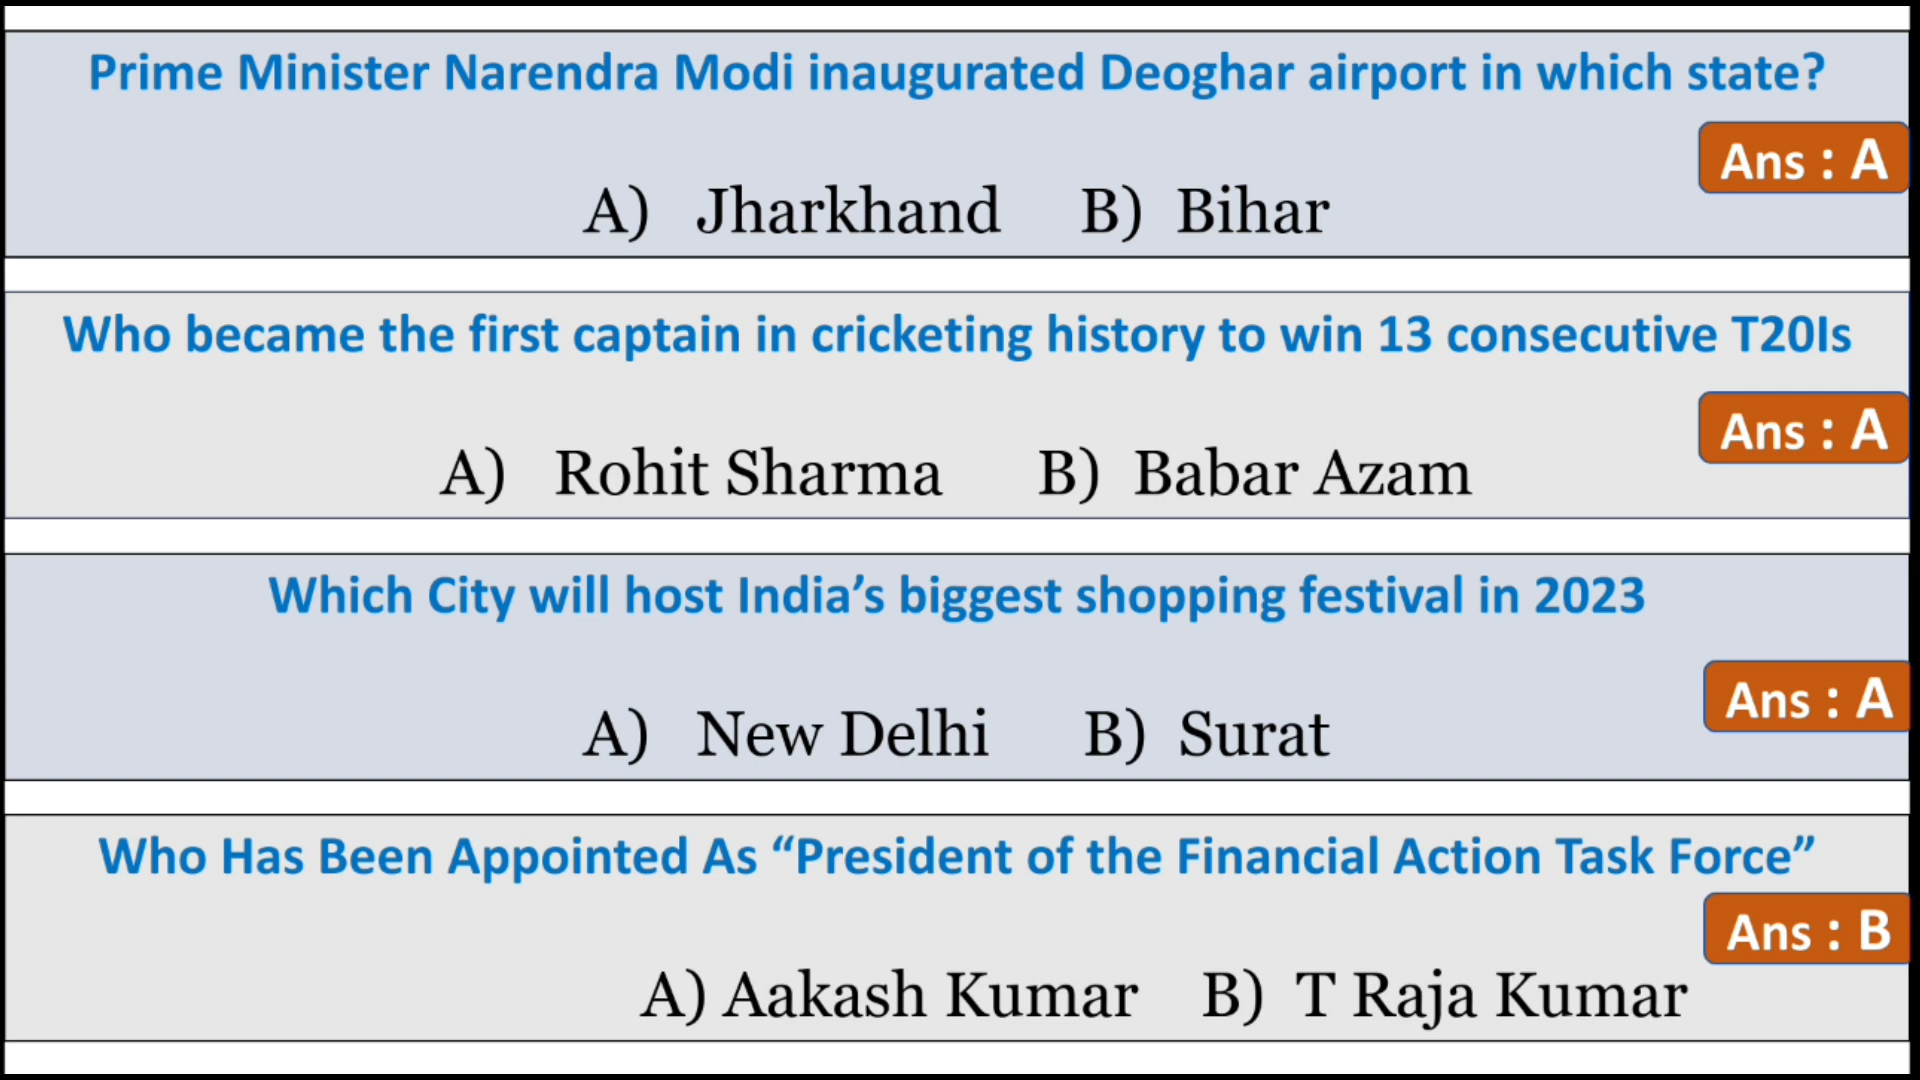 Prime Minister Narendra Modi inaugurated Deoghar airport in which state?
Ans : A
A) Jharkhand B) Bihar
Who became the first captain in cricketing history to win 13 consecutive T20Is
Ans : A
A) Rohit Sharma B) Babar Azam
Which City will host India’s biggest shopping festival in 2023
Ans : A
A) New Delhi B) Surat
Who Has Been Appointed As “President of the Financial Action Task Force”
Ans : B
A) Aakash Kumar B) T Raja Kumar